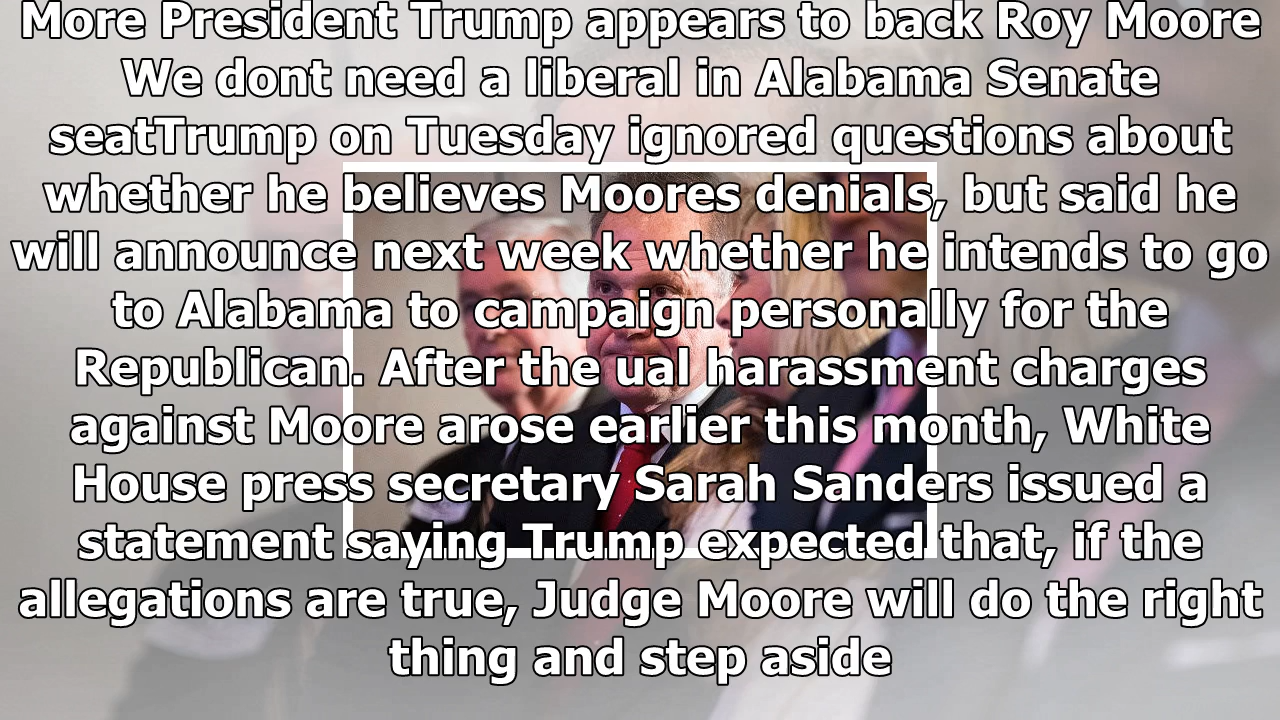 More President Trump appears to back Roy Moore
We dont need a liberal in Alabama Senate
seatTrump on Tuesday ignored questions about
whether he believes Moores denials, but said he
will announce next week whether he intends to go
to Alabama to campaign personally for the
Republican. After the ual harassment charges
against Moore arose earlier this month, White
House press secretary Sarah Sanders issued a
statement saying Trump expected that, if the
allegations are true, Judge Moore will do the right
thing and step aside